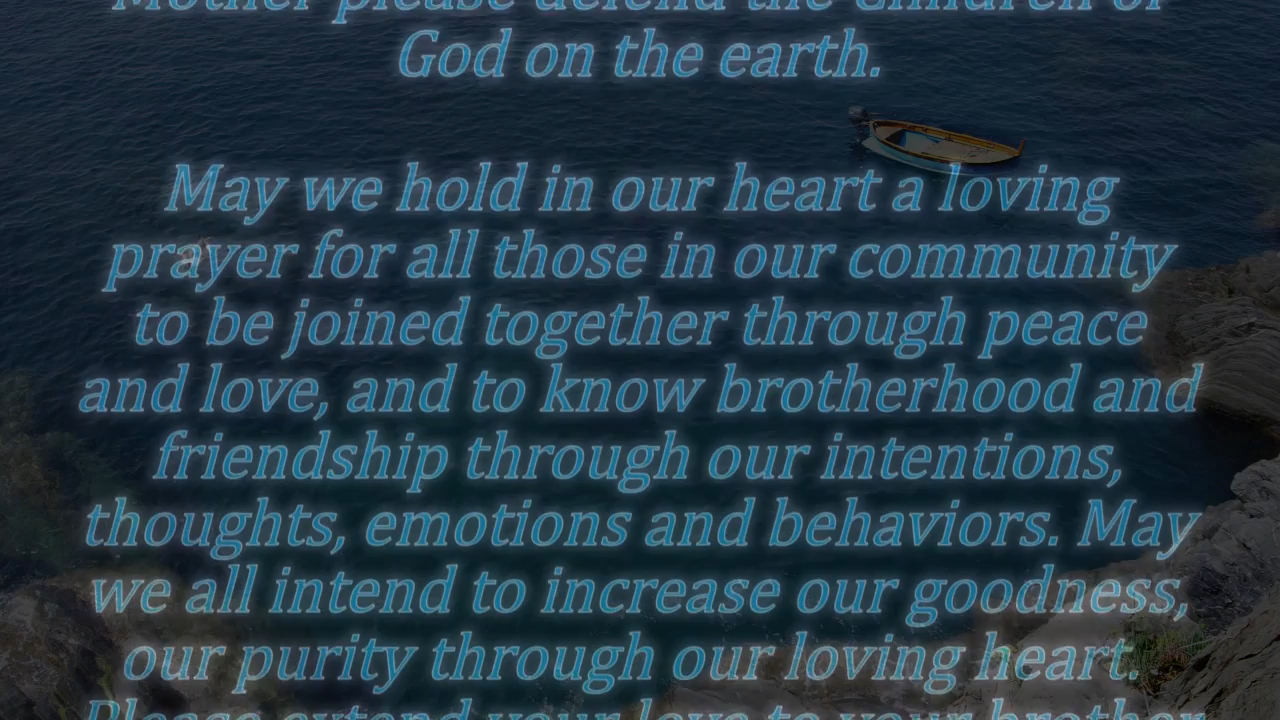 Mother please defend the children of
God on the earth.
May we hold in our heart a loving
prayer for all those in our community
to be joined together through peace
and love, and to know brotherhood and
friendship through our intentions,
thoughts, emotions and behaviors. May
we all intend to increase our goodness,
our purity through our loving heart.
Please extend your love to your brother